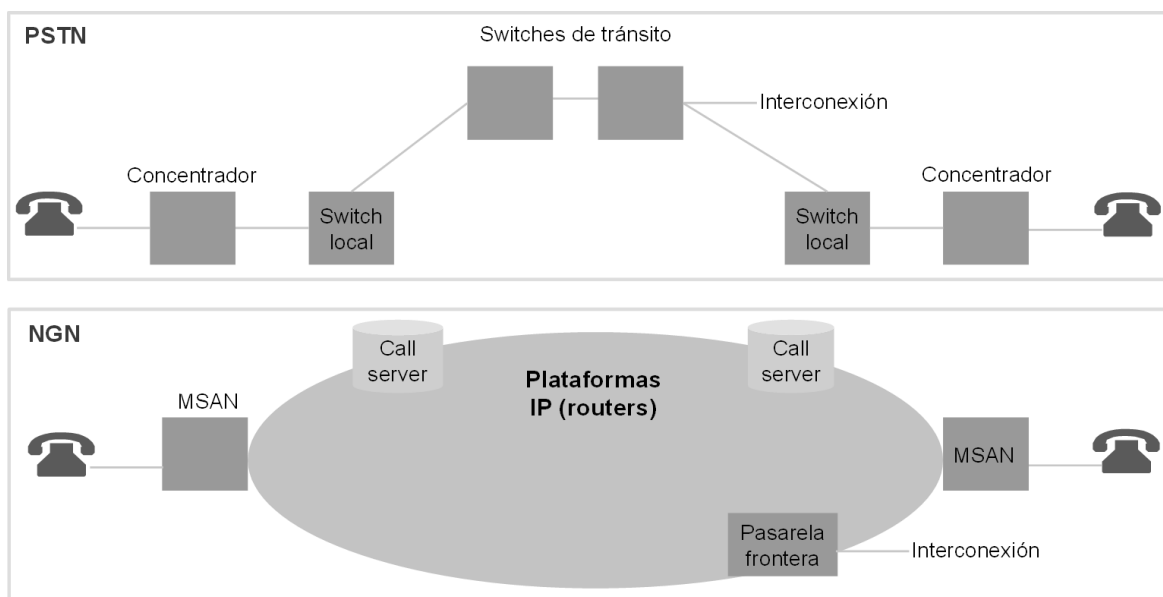 PSTN
Switches de tránsito
Interconexión
Concentrador
Concentrador
Switch
local
Switch
local
NGN
Call
server
Call
server
Plataformas
IP (routers)
MSAN
MSAN
Pasarela
frontera
Interconexión